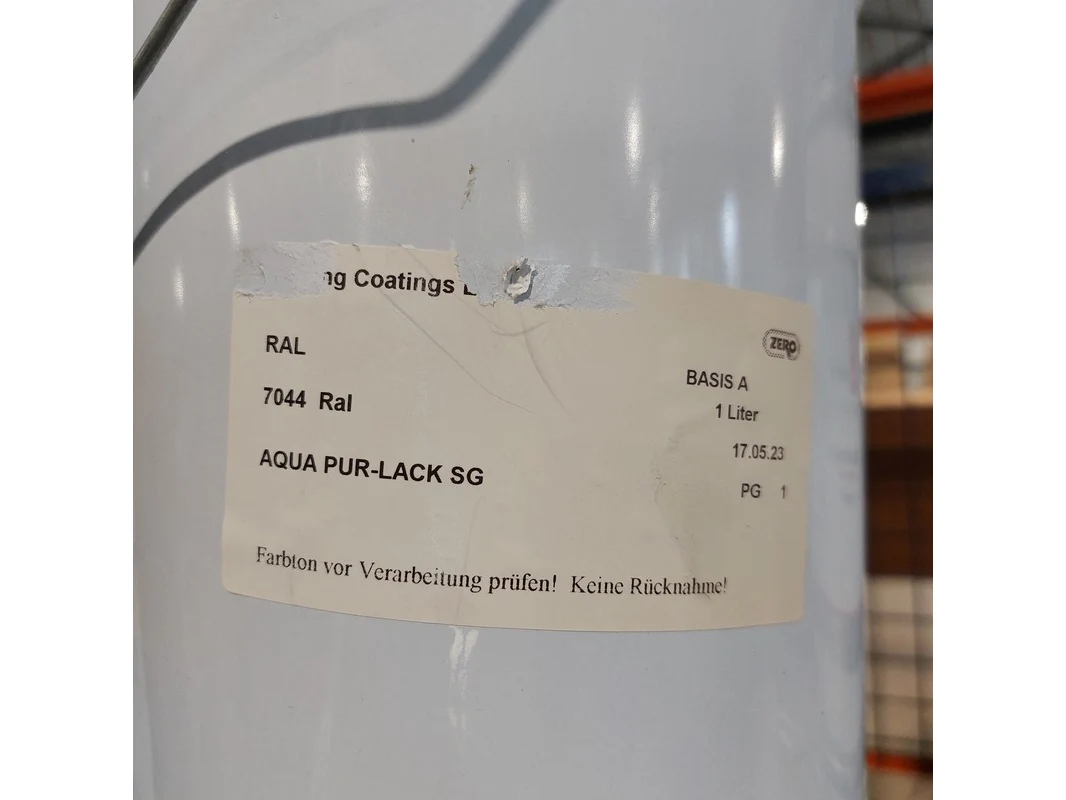 Coatings
ZERO
RAL
BASIS A
7044 Ral
1 Liter
17.05.23
AQUA PUR-LACK SG
PG 1
Farbton vor Verarbeitung prüfen! Keine Rücknahme!